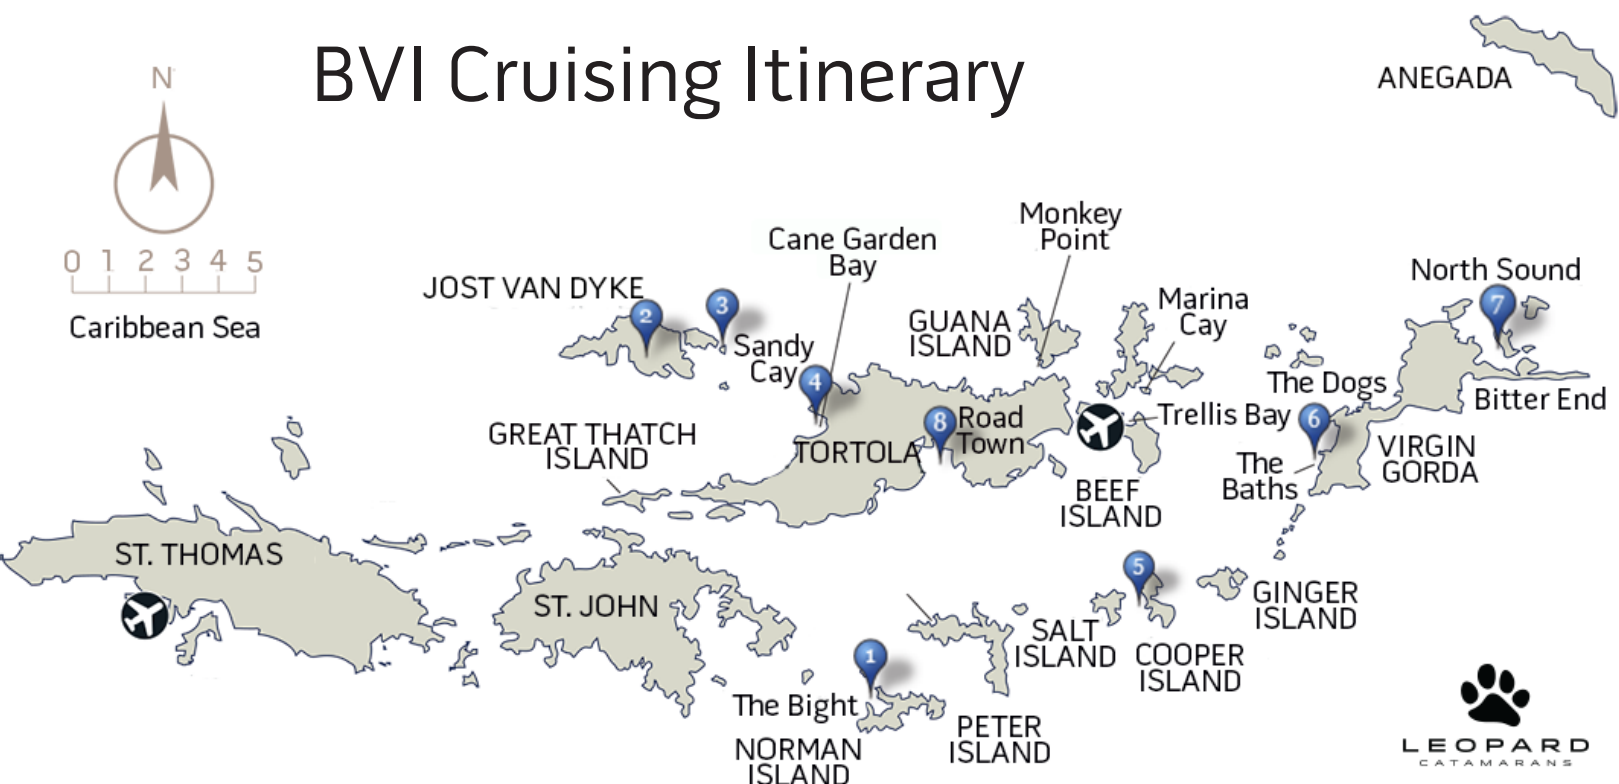 BVI Cruising Itinerary
N
ANEGADA
0 1 2 3 4 5
Caribbean Sea
Monkey
Point
Cane Garden
Bay
North Sound
7
JOST VAN DYKE
2
3
Marina
Cay
GUANA
ISLAND
Sandy
Cay
4
The Dogs
Bitter End
Trellis Bay
6
8
Road
Town
GREAT THATCH
ISLAND
TORTOLA
VIRGIN
GORDA
The
Baths
BEEF
ISLAND
ST. THOMAS
5
GINGER
ISLAND
ST. JOHN
SALT
ISLAND
COOPER
ISLAND
1
The Bight
NORMAN
ISLAND
PETER
ISLAND
LEOPARD
CATAMARANS